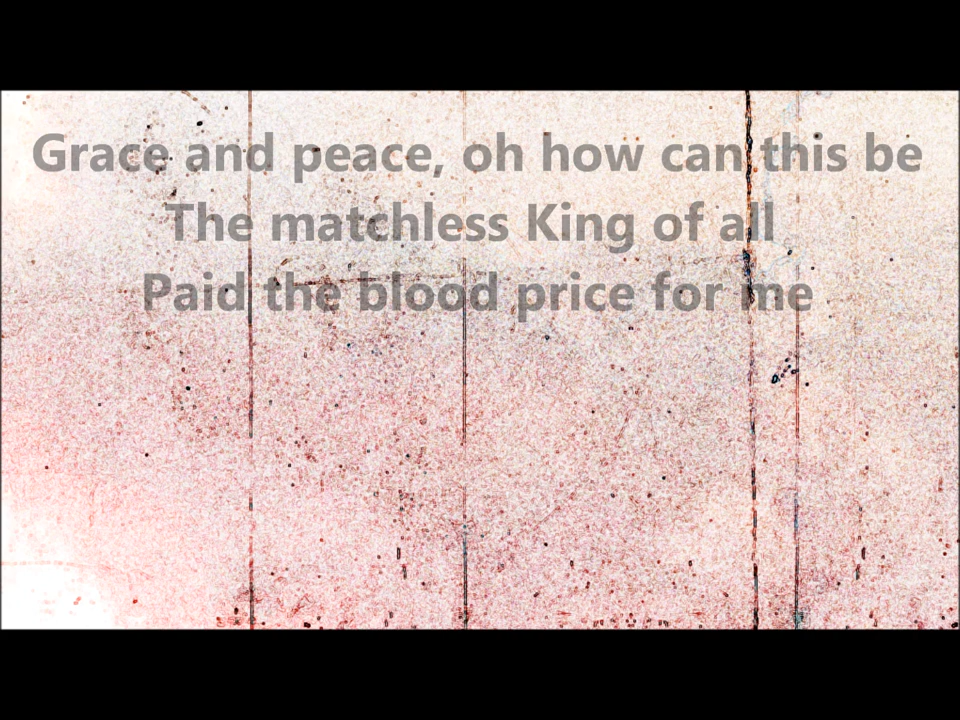 Grace and peace, oh how can this be
The matchless King of all
Paid the blood price for me